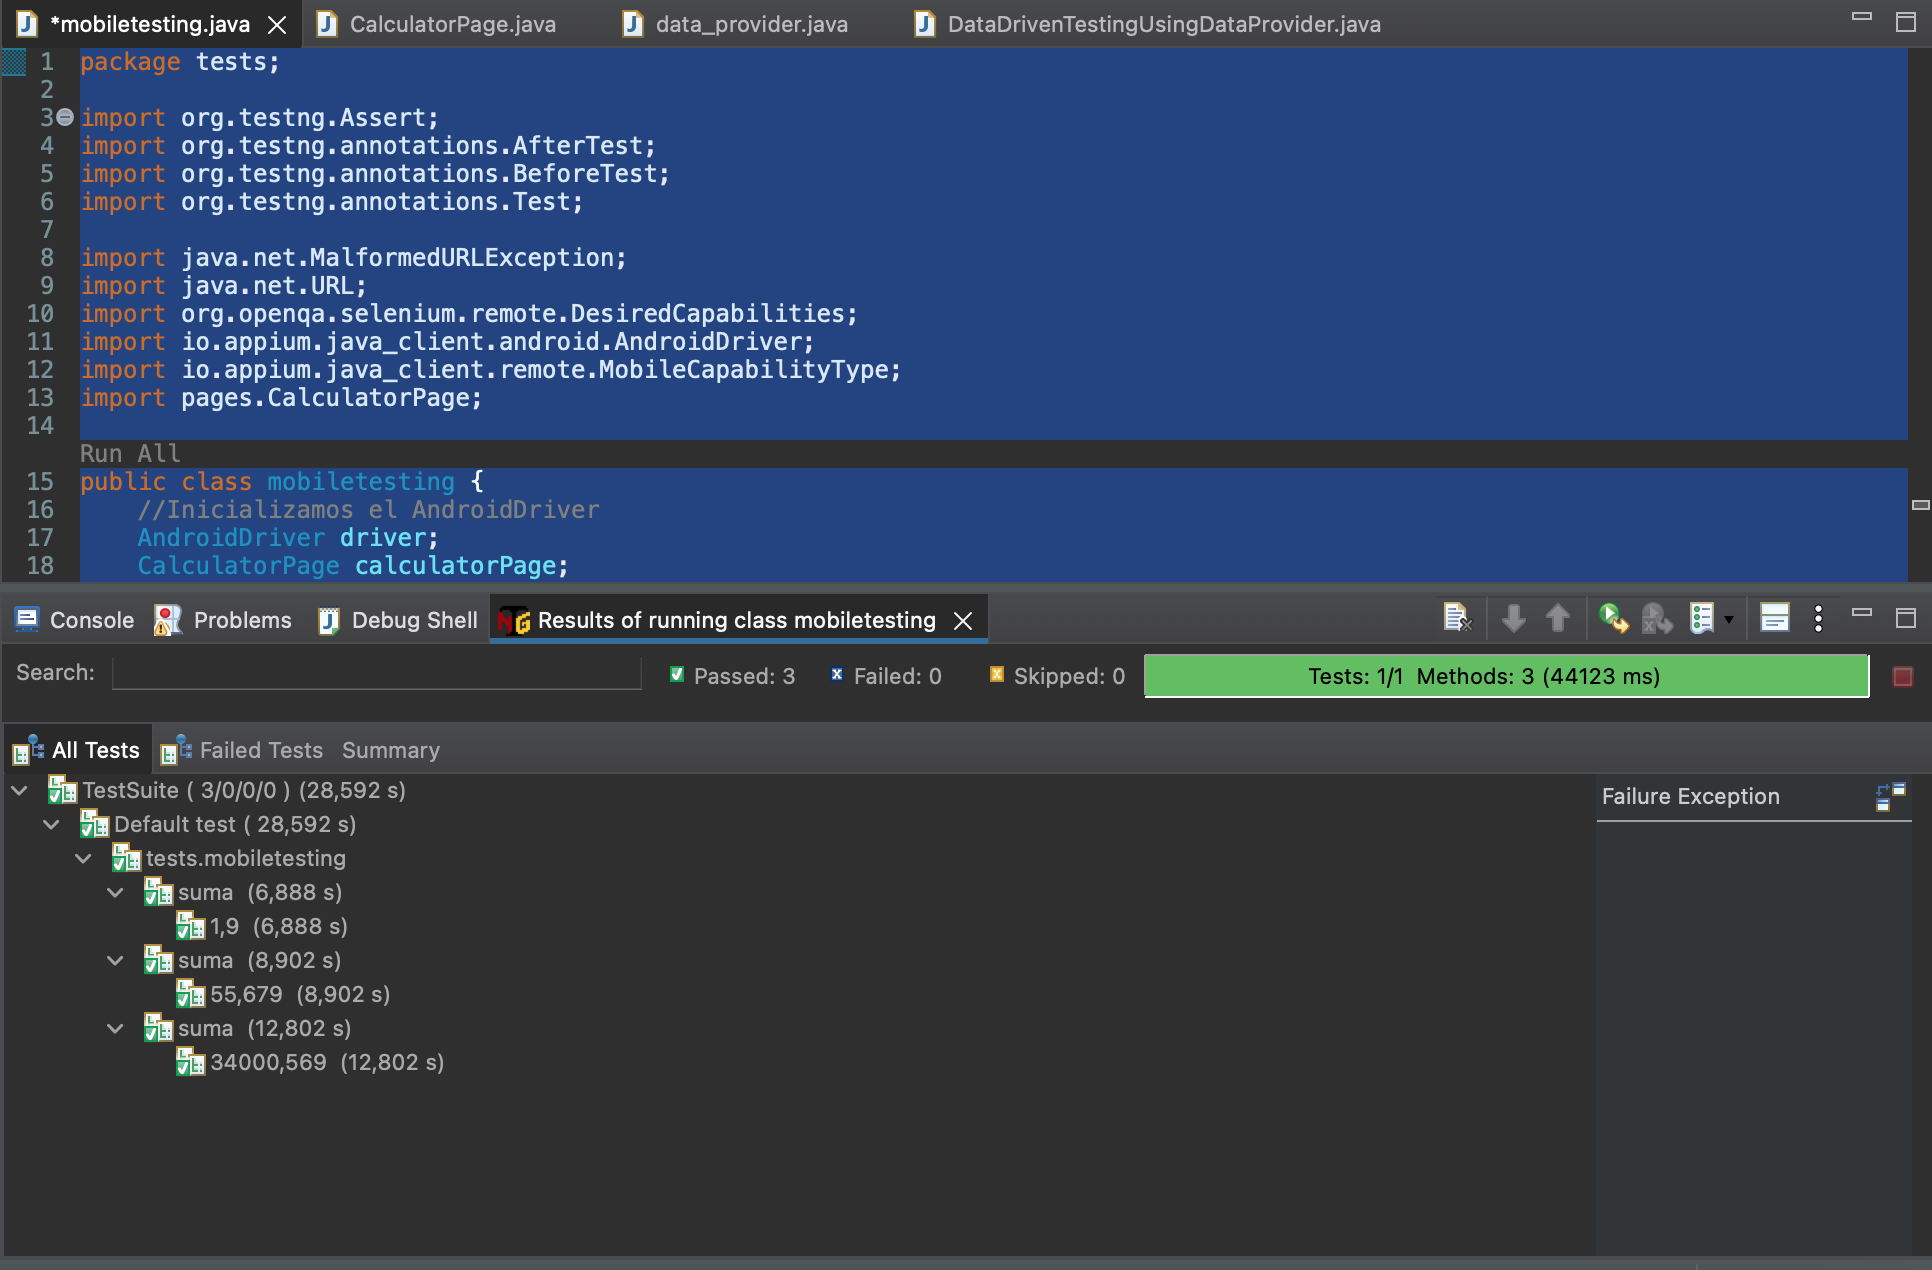 *mobiletesting.java CalculatorPage.java data_provider.java DataDrivenTestingUsingDataProvider.java
1 package tests;
2
3 import org.testng.Assert;
4 import org.testng.annotations.AfterTest;
5 import org.testng.annotations.BeforeTest;
6 import org.testng.annotations.Test;
7
8 import java.net.MalformedURLException;
9 import java.net.URL;
10 import org.openqa.selenium.remote.DesiredCapabilities;
11 import io.appium.java_client.android.AndroidDriver;
12 import io.appium.java_client.remote.MobileCapabilityType;
13 import pages.CalculatorPage;
14
Run All
15 public class mobiletesting {
16 //Inicializamos el AndroidDriver
17 AndroidDriver driver;
18 CalculatorPage calculatorPage;
Console Problems Debug Shell Results of running class mobiletesting
Search: Passed: 3 Failed: 0 Skipped: 0 Tests: 1/1 Methods: 3 (44123 ms)
All Tests Failed Tests Summary
TestSuite ( 3/0/0/0 ) (28,592 s)
Failure Exception
Default test ( 28,592 s)
tests.mobiletesting
suma (6,888 s)
1,9 (6,888 s)
suma (8,902 s)
55,679 (8,902 s)
suma (12,802 s)
34000,569 (12,802 s)